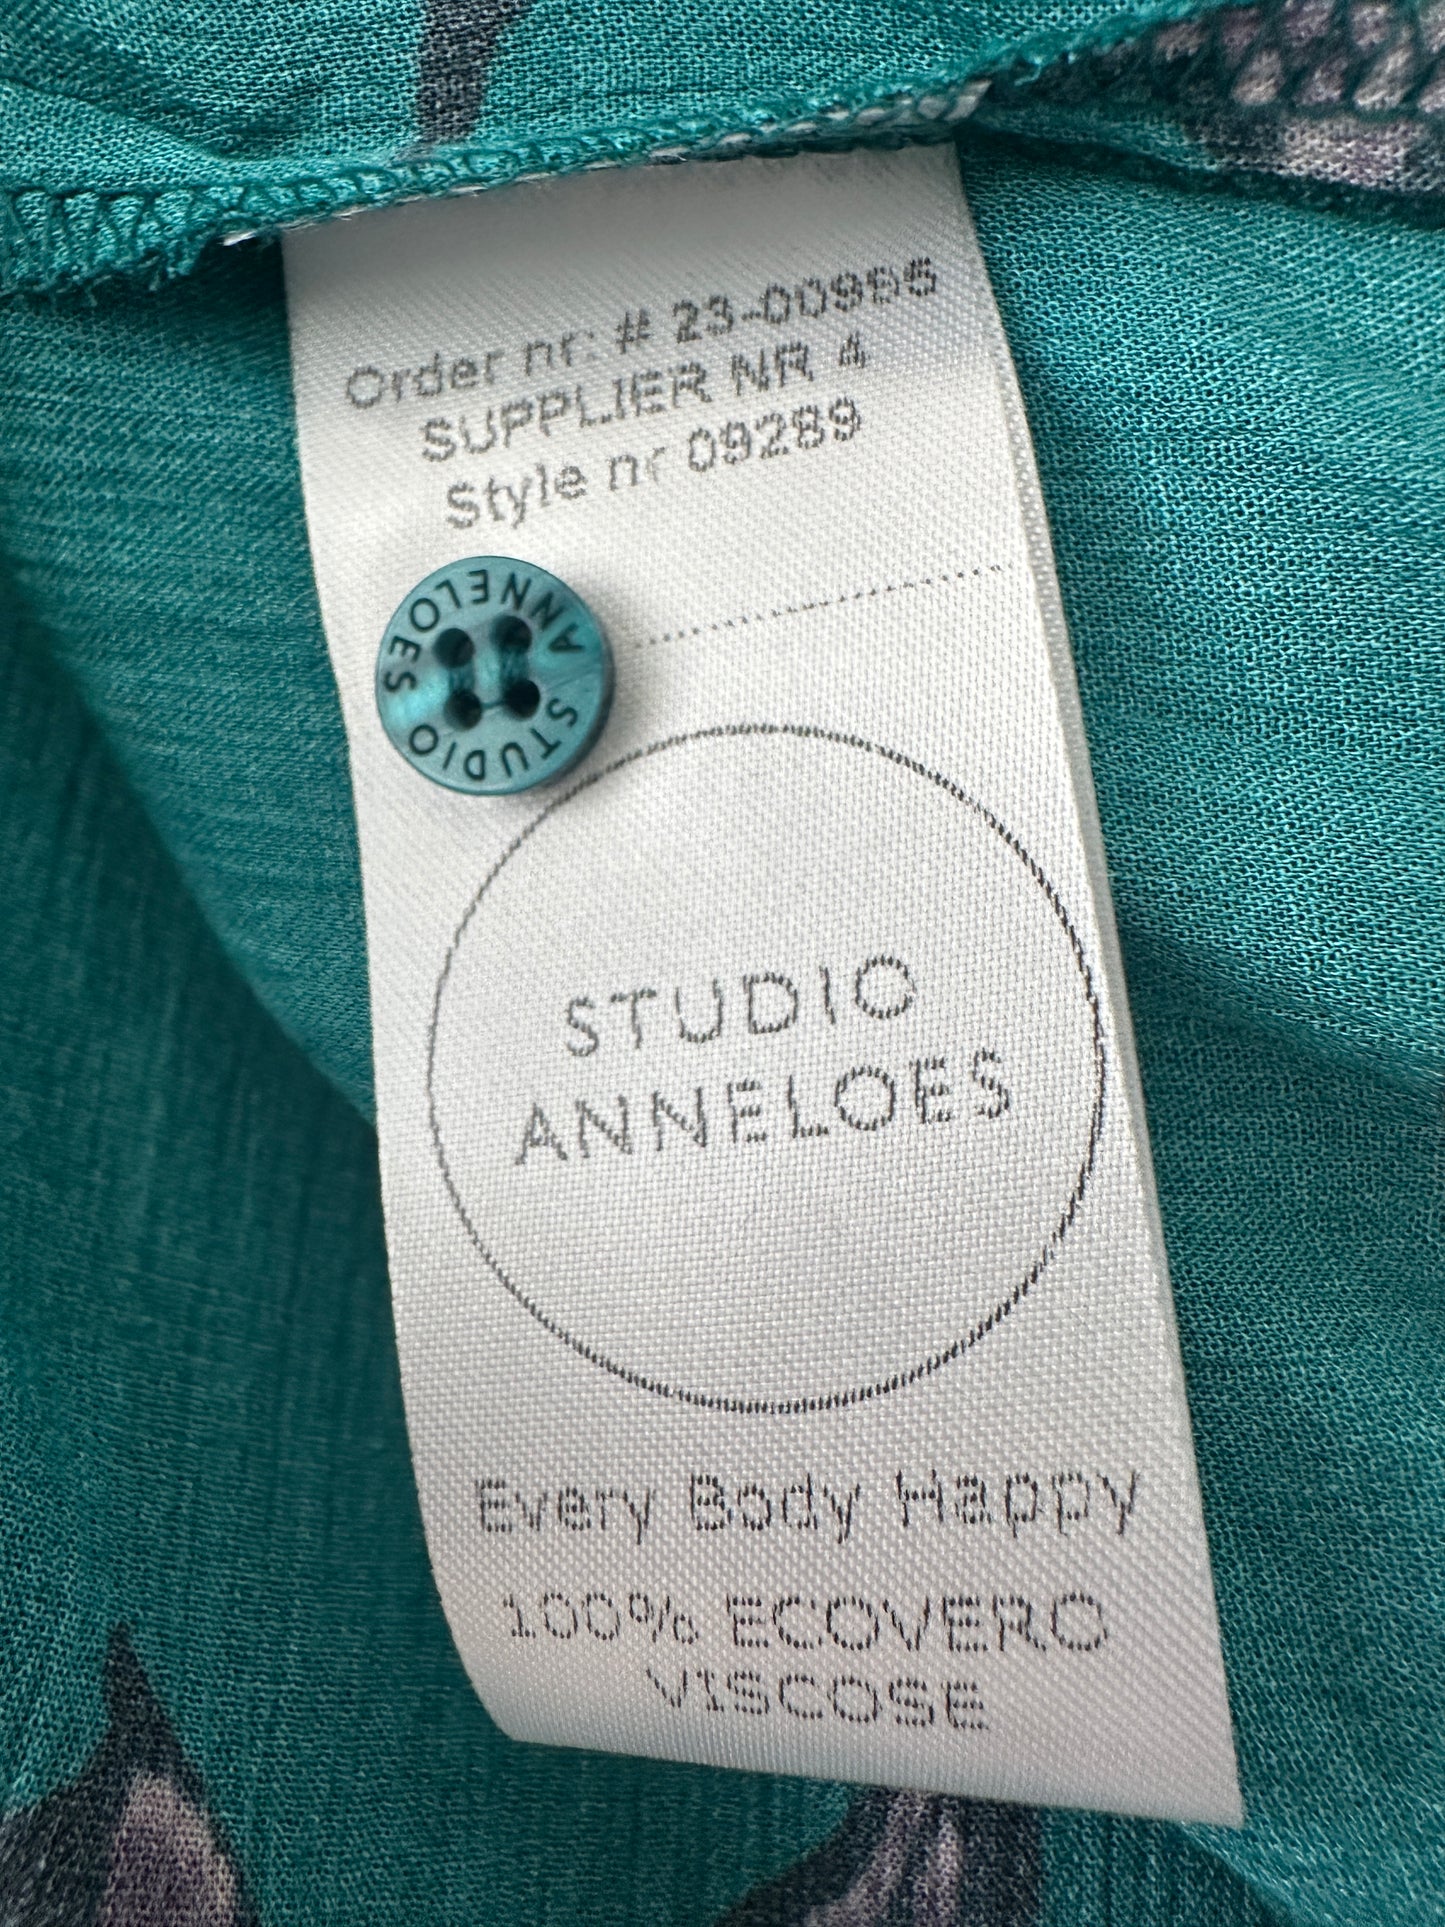 Order nr: # 23-00965
SUPPLIER NR 4
Style nr 09289
STUDIO ANNELOES
STUDIO
ANNELOES
Every Body Happy
100% ECOVERO
VISCOSE